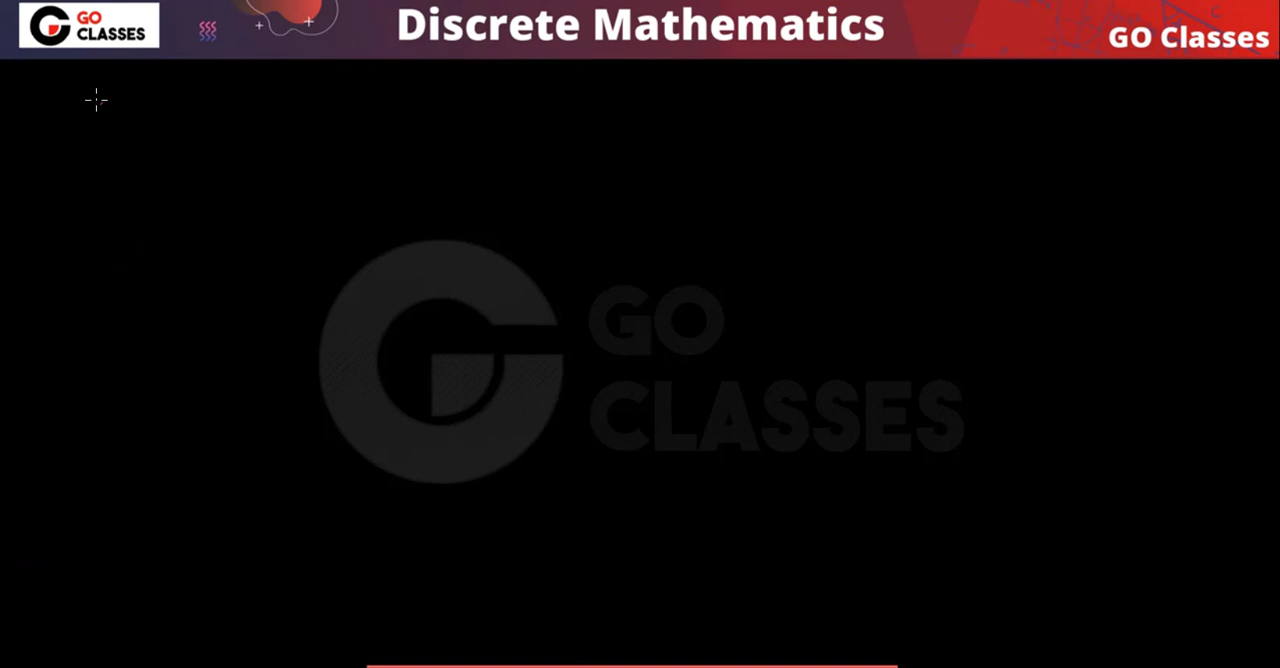 GO
CLASSES
Discrete Mathematics
GO Classes
GO
CLASSES